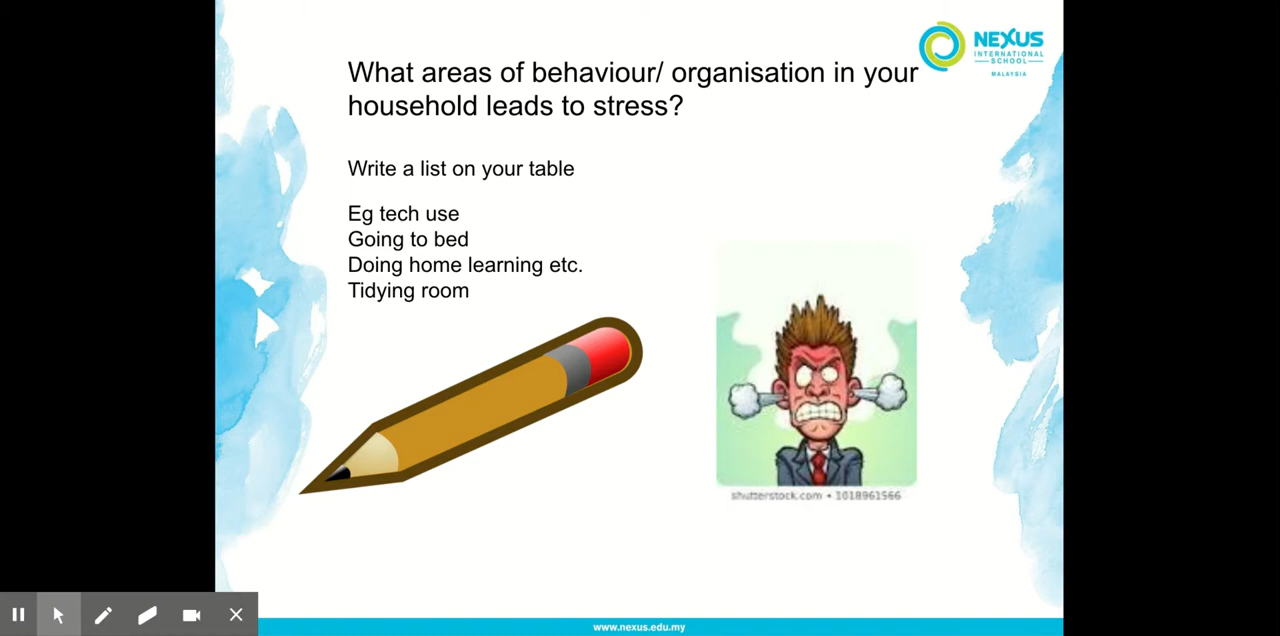 NEXUS
INTERNATIONAL
SCHOOL
MALAYSIA
What areas of behaviour/ organisation in your
household leads to stress?
Write a list on your table
Eg tech use
Going to bed
Doing home learning etc.
Tidying room
shutterstock.com • 1018961566
www.nexus.edu.my